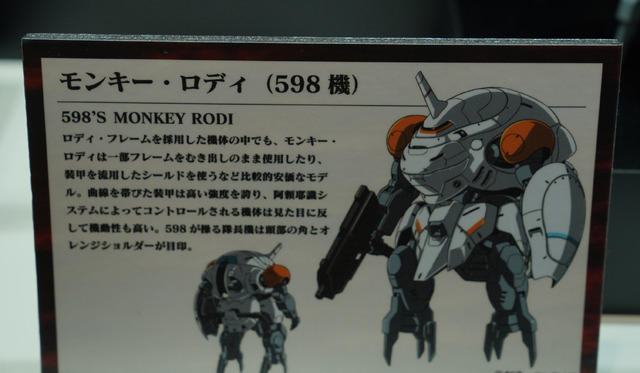 モンキー・ロディ（598機）
598'S MONKEY RODI
ロディ・フレームを採用した機体の中でも、モンキー・
ロディは一部フレームをむき出しのまま使用したり、
装甲を流用したシールドを使うなど比較的安価なモデ
ル。曲線を帯びた装甲は高い強度を誇り、阿頼耶識シ
ステムによってコントロールされる機体は見た目に反
して機動性も高い。598が操る隊長機は頭部の角とオ
レンジショルダーが目印。